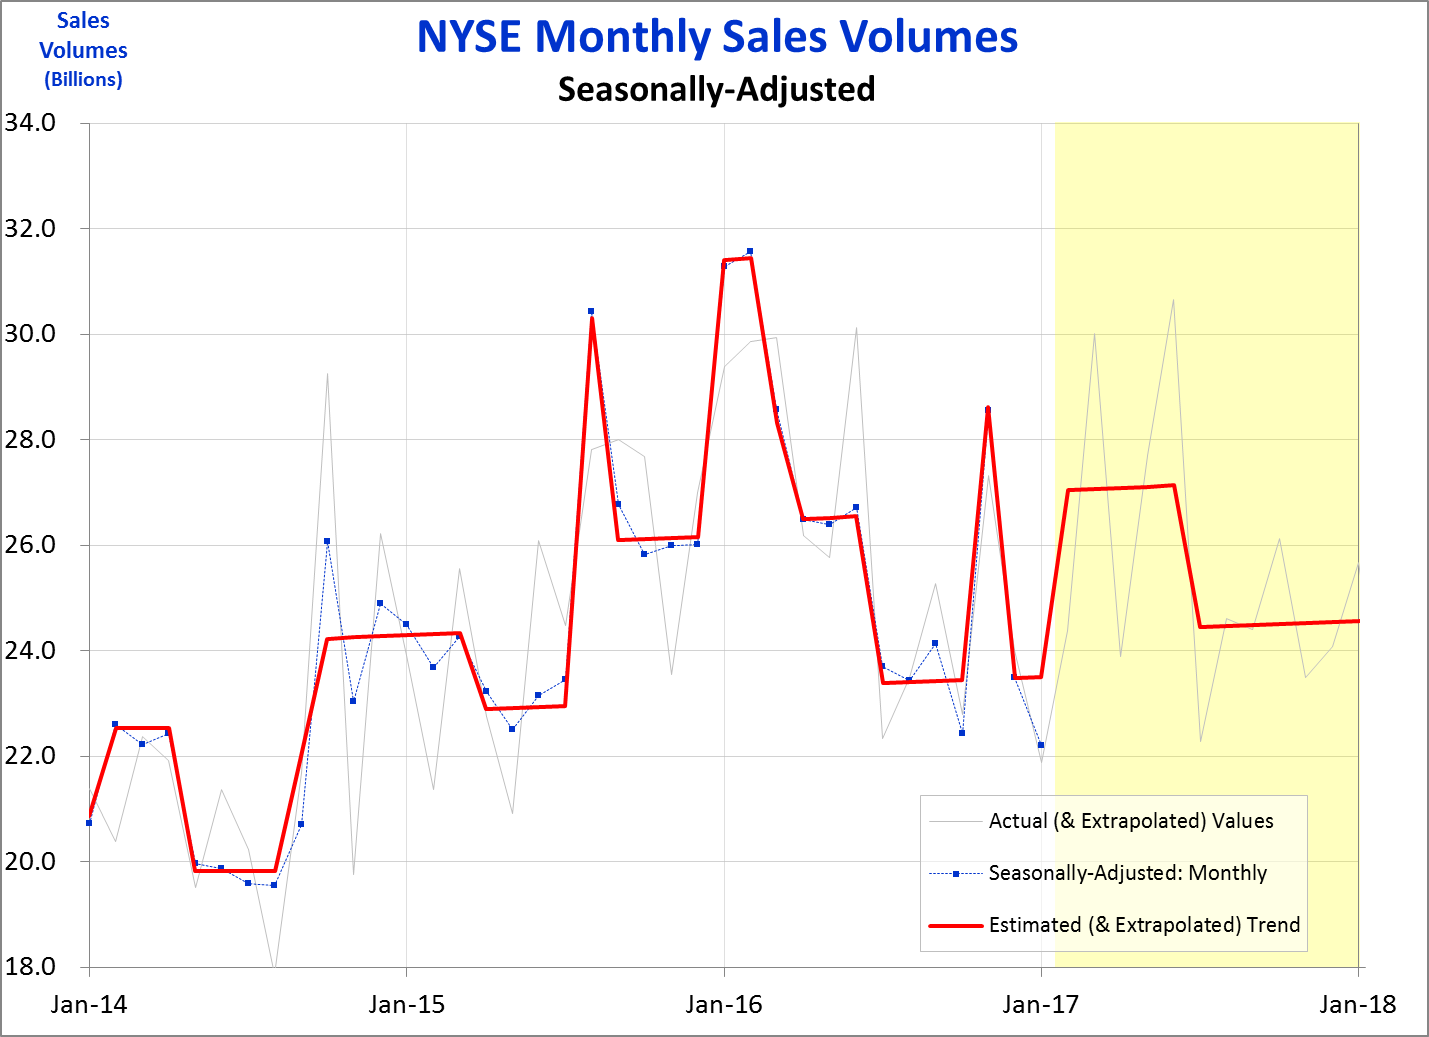 Sales
Volumes
(Billions)
NYSE Monthly Sales Volumes
Seasonally-Adjusted
34.0
32.0
30.0
28.0
26.0
24.0
22.0
20.0
18.0
Actual (& Extrapolated) Values
Seasonally-Adjusted: Monthly
Estimated (& Extrapolated) Trend
Jan-14
Jan-15
Jan-16
Jan-17
Jan-18